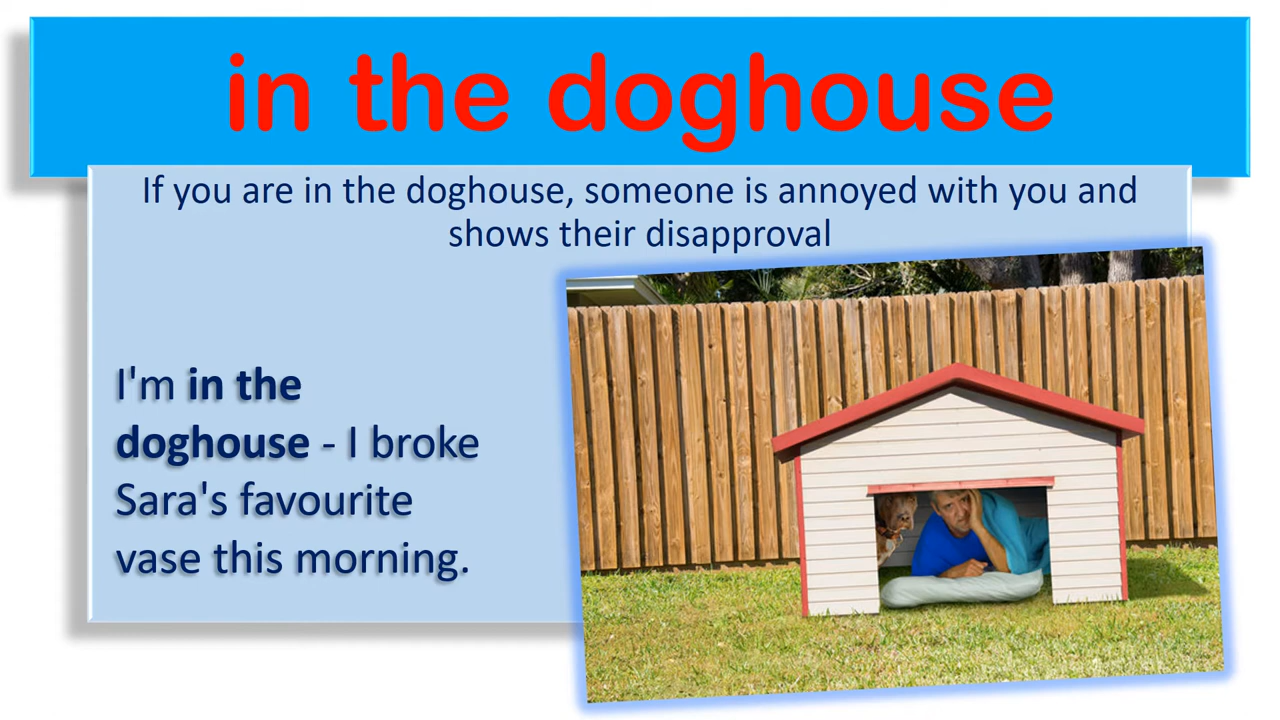 in the doghouse
If you are in the doghouse, someone is annoyed with you and
shows their disapproval
I'm in the
doghouse - I broke
Sara's favourite
vase this morning.